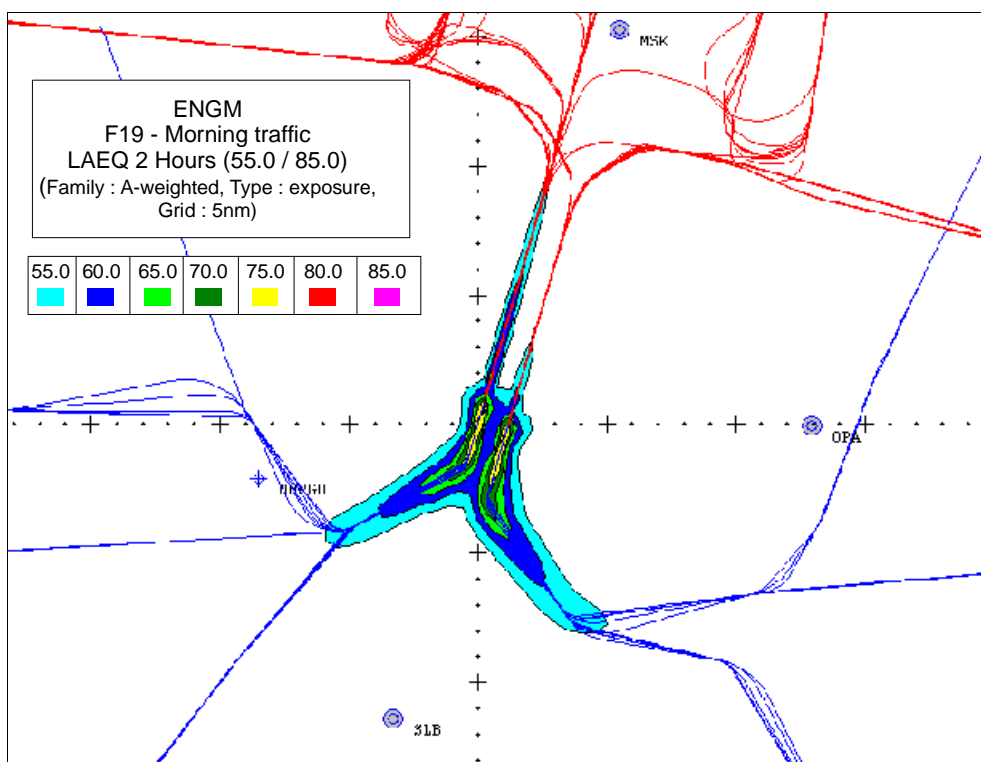 MSK
ENGM
F19 - Morning traffic
LAEQ 2 Hours (55.0 / 85.0)
(Family : A-weighted, Type : exposure,
Grid : 5nm)
55.0 60.0 65.0 70.0 75.0 80.0 85.0
OPA
SLB